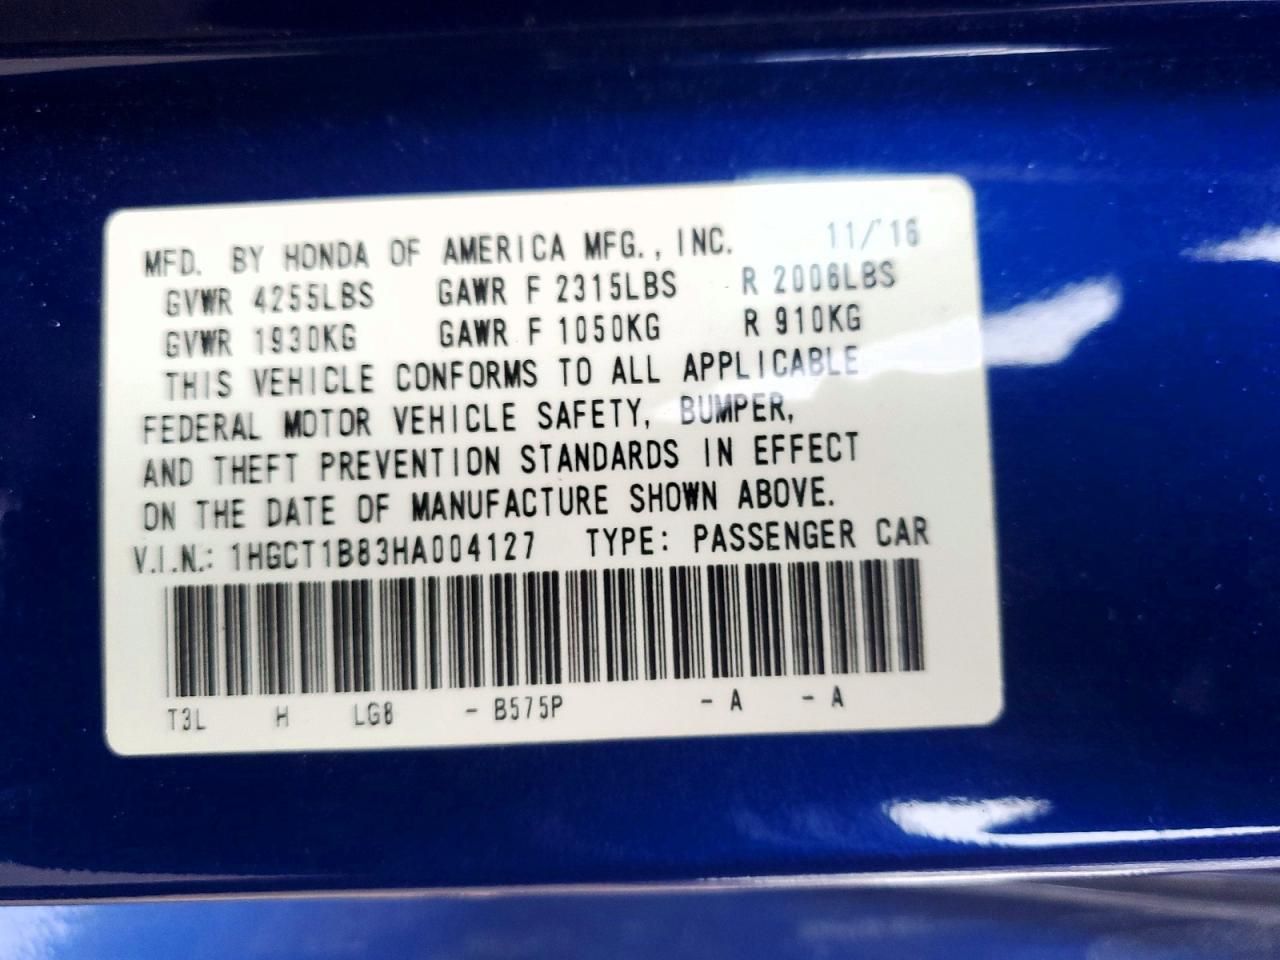 MFD. BY HONDA OF AMERICA MFG., INC. 11/'16
GVWR 4255LBS GAWR F 2315LBS R 2006LBS
GVWR 1930KG GAWR F 1050KG R 910KG
THIS VEHICLE CONFORMS TO ALL APPLICABLE
FEDERAL MOTOR VEHICLE SAFETY, BUMPER,
AND THEFT PREVENTION STANDARDS IN EFFECT
ON THE DATE OF MANUFACTURE SHOWN ABOVE.
V.I.N.: 1HGCT1B83HA004127 TYPE: PASSENGER CAR
T3L H LG8 - B575P - A - A